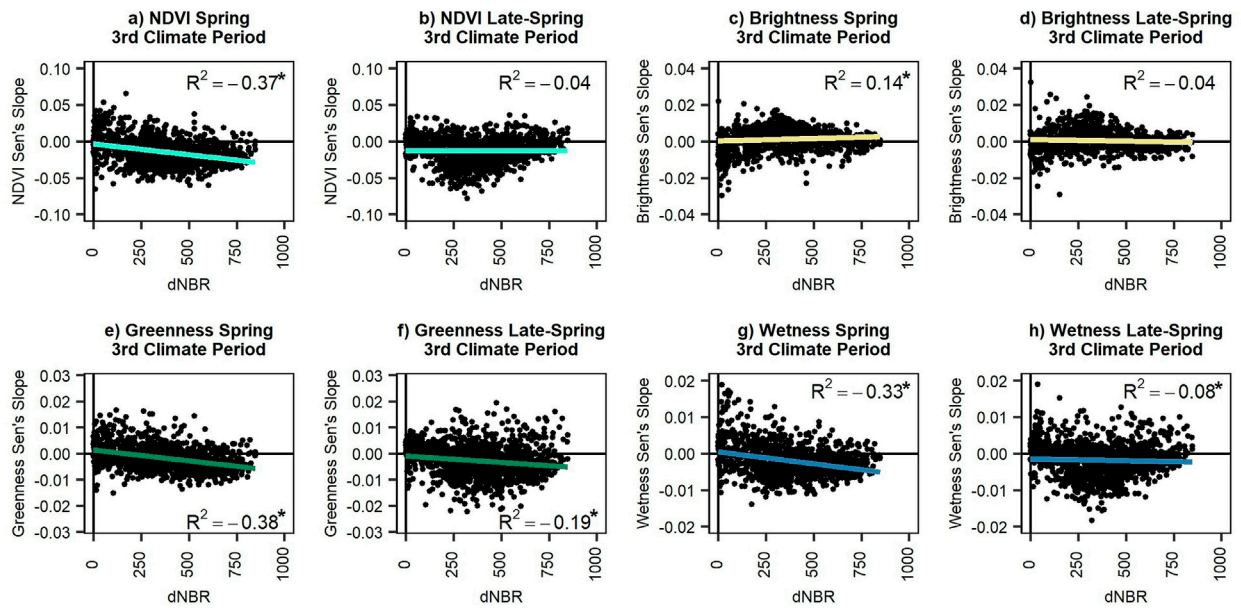 a) NDVI Spring
3rd Climate Period
NDVI Sen's Slope
0.10
0.05
0.00
-0.05
-0.10
R² = −0.37*
0
250
500
750
1000
dNBR
b) NDVI Late-Spring
3rd Climate Period
NDVI Sen's Slope
0.10
0.05
0.00
-0.05
-0.10
R² = −0.04
0
250
500
750
1000
dNBR
c) Brightness Spring
3rd Climate Period
Brightness Sen's Slope
0.04
0.02
0.00
-0.02
-0.04
R² = 0.14*
0
250
500
750
1000
dNBR
d) Brightness Late-Spring
3rd Climate Period
Brightness Sen's Slope
0.04
0.02
0.00
-0.02
-0.04
R² = −0.04
0
250
500
750
1000
dNBR
e) Greenness Spring
3rd Climate Period
Greenness Sen's Slope
0.03
0.02
0.01
0.00
-0.01
-0.02
-0.03
R² = −0.38*
0
250
500
750
1000
dNBR
f) Greenness Late-Spring
3rd Climate Period
Greenness Sen's Slope
0.03
0.02
0.01
0.00
-0.01
-0.02
-0.03
R² = −0.19*
0
250
500
750
1000
dNBR
g) Wetness Spring
3rd Climate Period
Wetness Sen's Slope
0.02
0.01
0.00
-0.01
-0.02
R² = −0.33*
0
250
500
750
1000
dNBR
h) Wetness Late-Spring
3rd Climate Period
Wetness Sen's Slope
0.02
0.01
0.00
-0.01
-0.02
R² = −0.08*
0
250
500
750
1000
dNBR